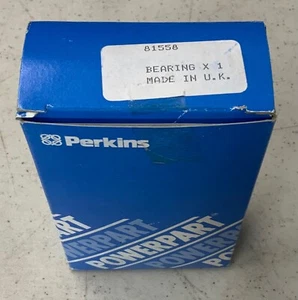 81558
BEARING X 1
MADE IN U.K.
Perkins
POWERPART
POWERPART